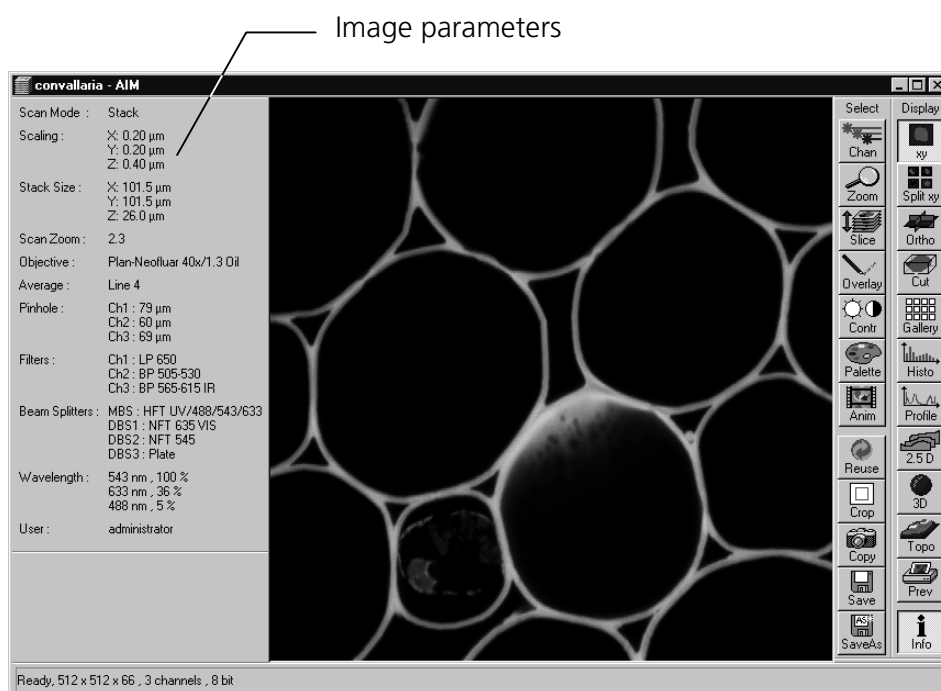 Image parameters
convallaria - AIM
Scan Mode : Stack
Scaling : X: 0.20 µm
Y: 0.20 µm
Z: 0.40 µm
Stack Size : X: 101.5 µm
Y: 101.5 µm
Z: 26.0 µm
Scan Zoom : 2.3
Objective : Plan-Neofluar 40x/1.3 Oil
Average : Line 4
Pinhole : Ch1 : 79 µm
Ch2 : 60 µm
Ch3 : 69 µm
Filters : Ch1 : LP 650
Ch2 : BP 505-530
Ch3 : BP 565-615 IR
Beam Splitters : MBS : HFT UV/488/543/633
DBS1 : NFT 635 VIS
DBS2 : NFT 545
DBS3 : Plate
Wavelength : 543 nm , 100 %
633 nm , 36 %
488 nm , 5 %
User : administrator
Select
Chan
Zoom
Slice
Overlay
Contr
Palette
Anim
Reuse
Crop
Copy
Save
AS
SaveAs
Display
xy
Split xy
Ortho
Cut
Gallery
Histo
Profile
2.5 D
3D
Topo
Prev
Info
Ready, 512 x 512 x 66 , 3 channels , 8 bit